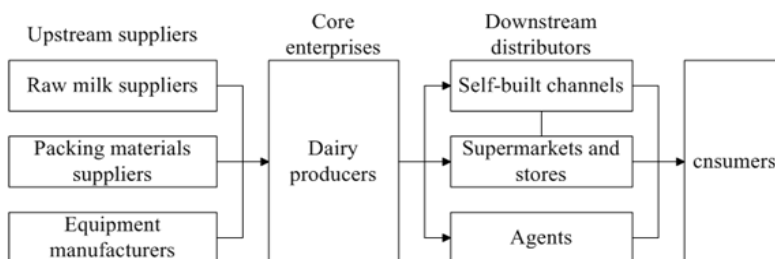 Upstream suppliers
Core
enterprises
Downstream
distributors
Raw milk suppliers
Packing materials
suppliers
Equipment
manufacturers
Dairy
producers
Self-built channels
Supermarkets and
stores
Agents
cnsumers